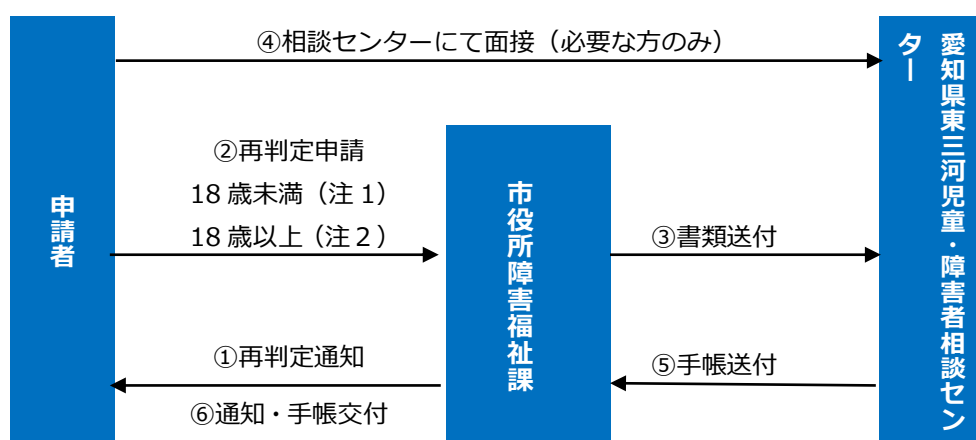 ④相談センターにて面接（必要な方のみ）
愛知県東三河児童・障害者相談セン
ター
②再判定申請
18 歳未満（注 1）
18 歳以上（注２）
申請者
市役所障害福祉課
③書類送付
①再判定通知
⑤手帳送付
⑥通知・手帳交付